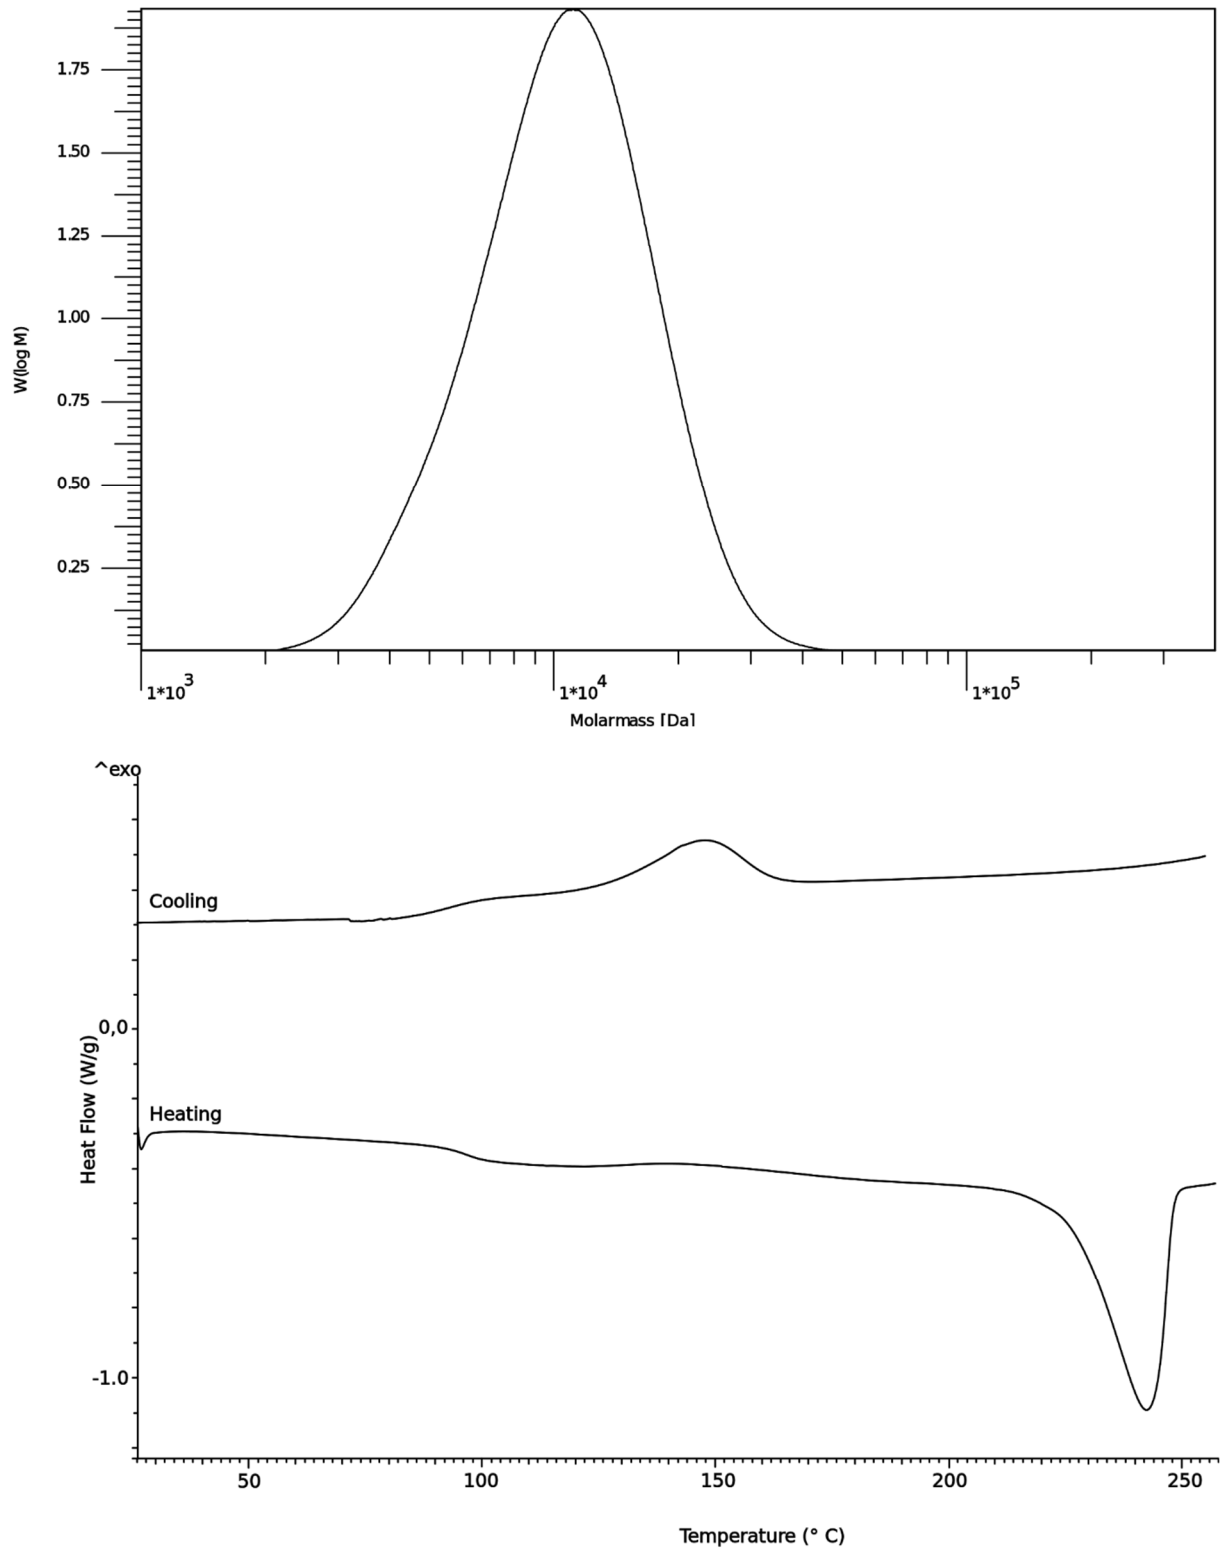 1.75
1.50
1.25
1.00
0.75
0.50
0.25
W(logM)
1*10³
1*10⁴
1*10⁵
Molarmass [Da]
^exo
Cooling
0,0
Heating
Heat Flow (W/g)
-1.0
50 100 150 200 250
Temperature (° C)